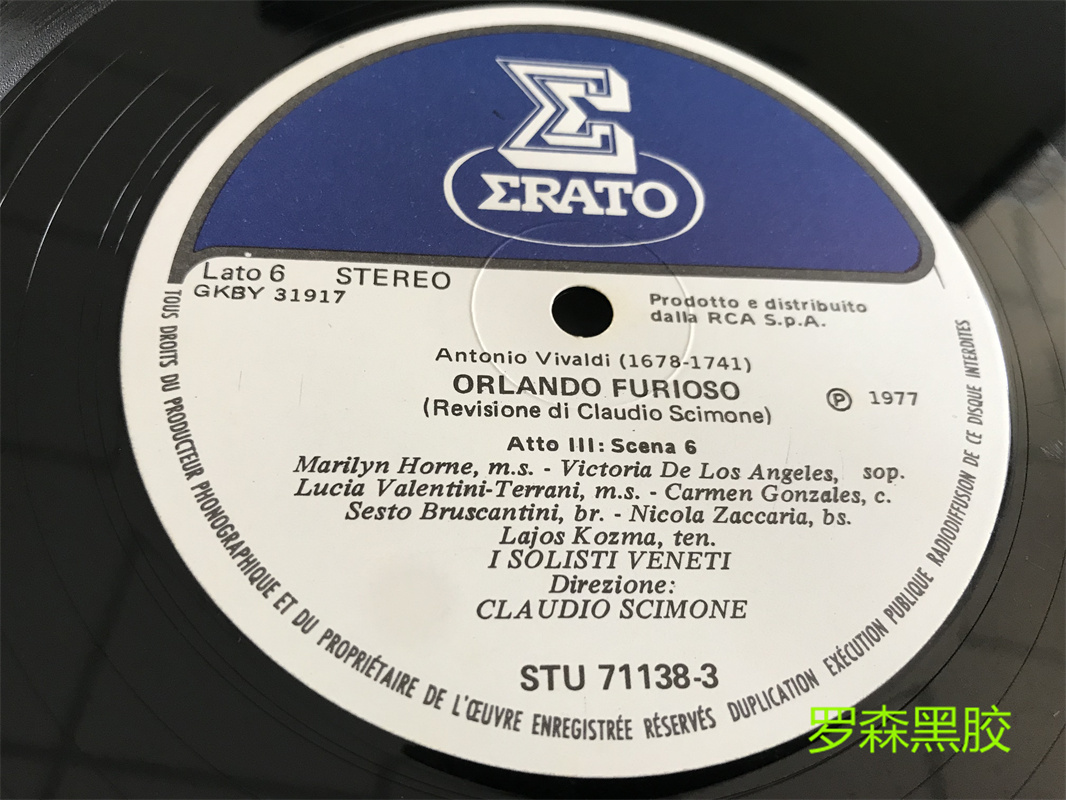 Σ
ΣRATO
Lato 6 STEREO
GKBY 31917
Prodotto e distribuito
dalla RCA S.p.A.
Antonio Vivaldi (1678-1741)
ORLANDO FURIOSO
(Revisione di Claudio Scimone)
Ⓟ 1977
Atto III: Scena 6
Marilyn Horne, m.s. - Victoria De Los Angeles, sop.
Lucia Valentini-Terrani, m.s. - Carmen Gonzales, c.
Sesto Bruscantini, br. - Nicola Zaccaria, bs.
Lajos Kozma, ten.
I SOLISTI VENETI
Direzione:
CLAUDIO SCIMONE
STU 71138-3
TOUS DROITS DU PRODUCTEUR PHONOGRAPHIQUE ET DU PROPRIÉTAIRE DE L'ŒUVRE ENREGISTRÉE RÉSERVÉS DUPLICATION EXÉCUTION PUBLIQUE RADIODIFFUSION DE CE DISQUE INTERDITES
罗森黑胶